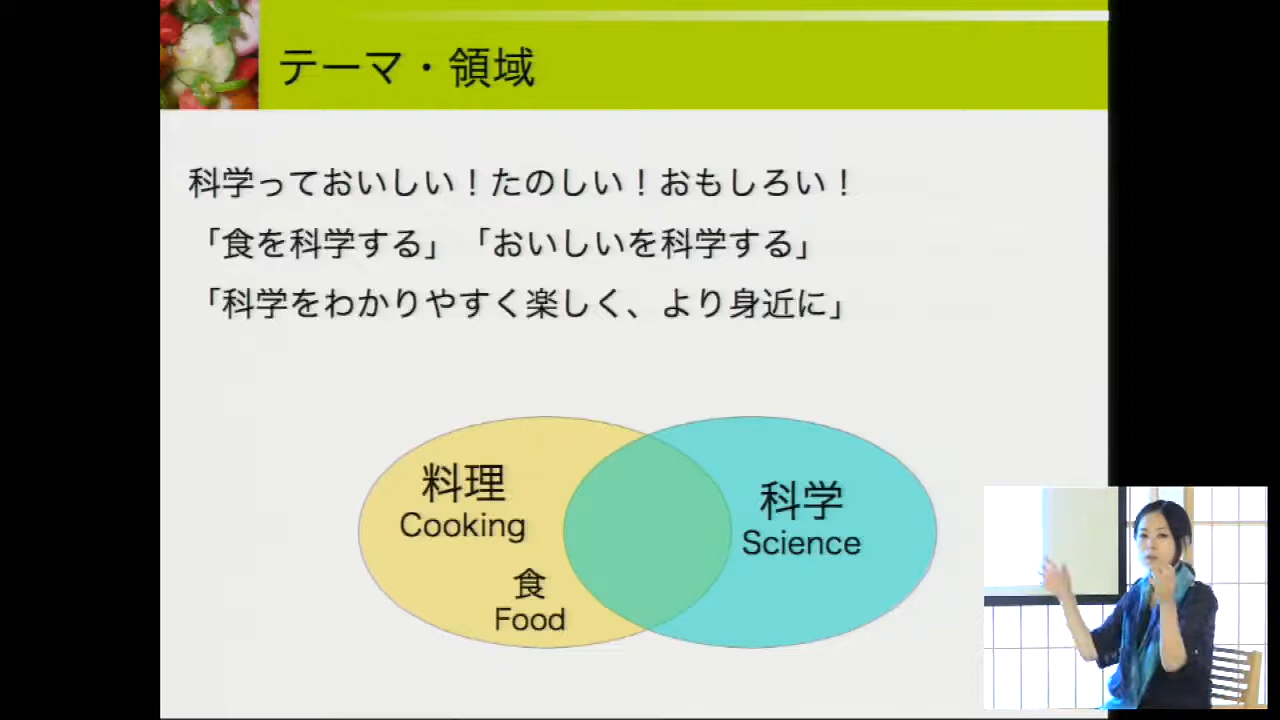 テーマ・領域
科学っておいしい！たのしい！おもしろい！
「食を科学する」「おいしいを科学する」
「科学をわかりやすく楽しく、より身近に」
料理
Cooking
食
Food
科学
Science